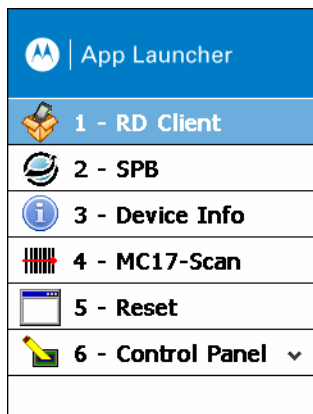 App Launcher
1 - RD Client
2 - SPB
3 - Device Info
4 - MC17-Scan
5 - Reset
6 - Control Panel